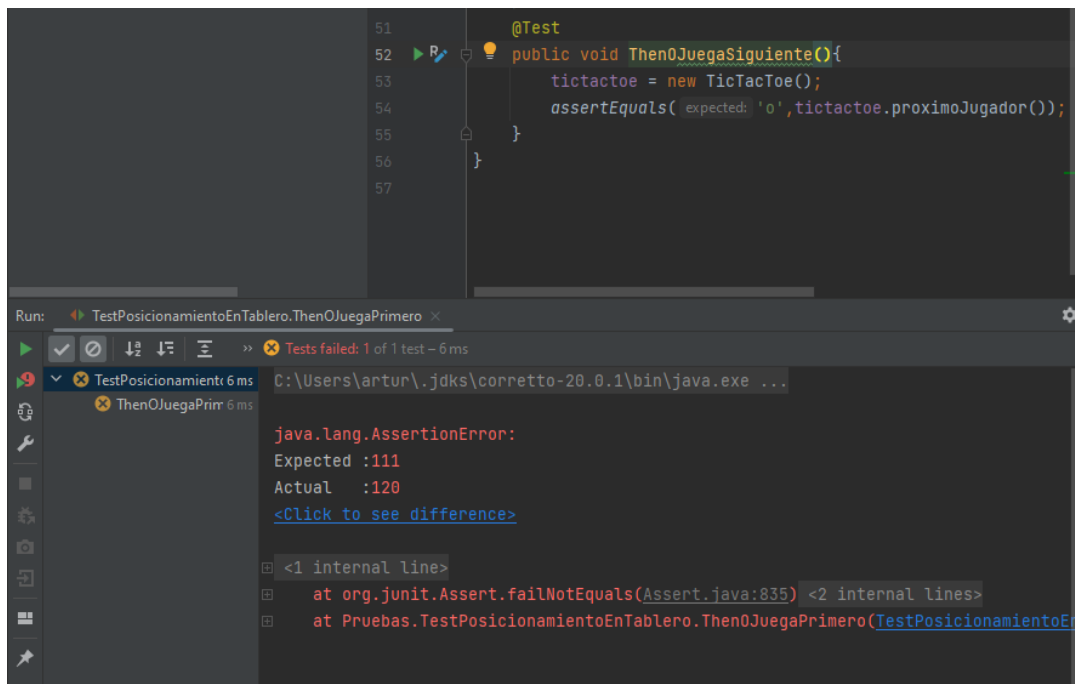 51 @Test
52 public void ThenOJuegaSiguiente(){
53 tictactoe = new TicTacToe();
54 assertEquals( expected: 'o',tictactoe.proximoJugador());
55 }
56 }
57
Run: TestPosicionamientoEnTablero.ThenOJuegaPrimero
Tests failed: 1 of 1 test – 6 ms
TestPosicionamient 6 ms C:\Users\artur\.jdks\corretto-20.0.1\bin\java.exe ...
ThenOJuegaPrim 6 ms
java.lang.AssertionError:
Expected :111
Actual :120
<Click to see difference>
<1 internal line>
at org.junit.Assert.failNotEquals(Assert.java:835) <2 internal lines>
at Pruebas.TestPosicionamientoEnTablero.ThenOJuegaPrimero(TestPosicionamientoE